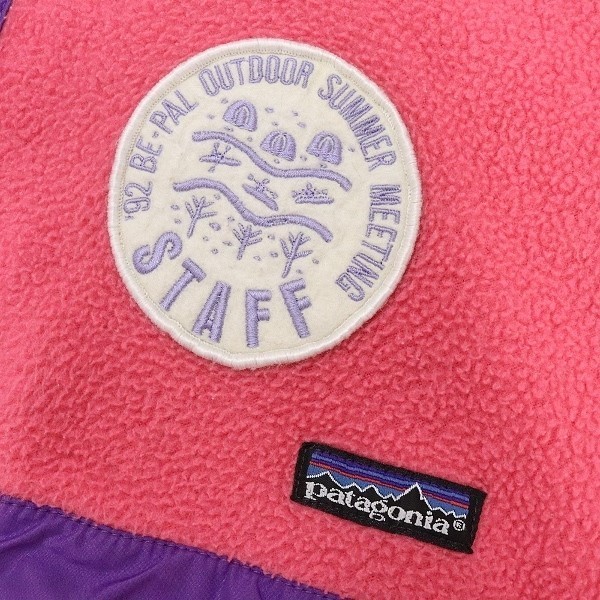 '92 BE-PAL OUTDOOR SUMMER MEETING
STAFF
patagonia®